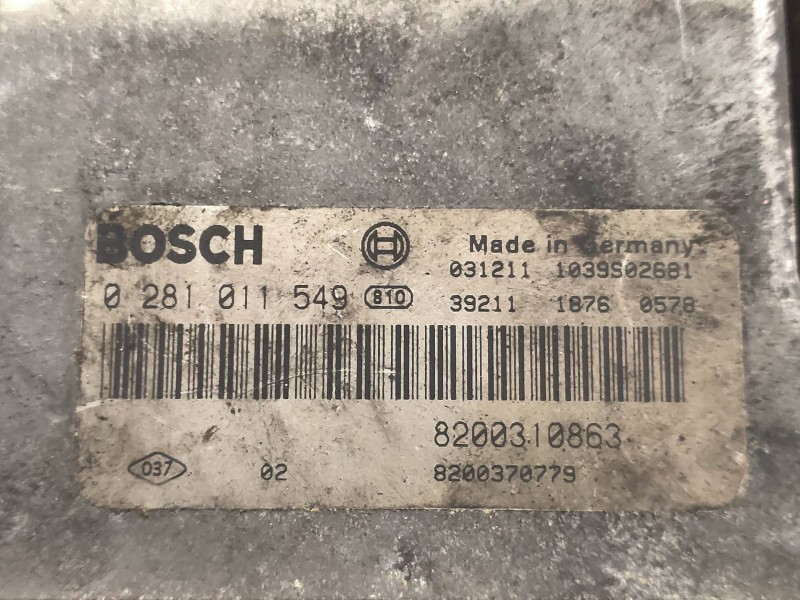 BOSCH
Made in Germany
031211 1039S02681
0 281 011 549 810
39211 1876 0578
8200310863
037 02 8200370779